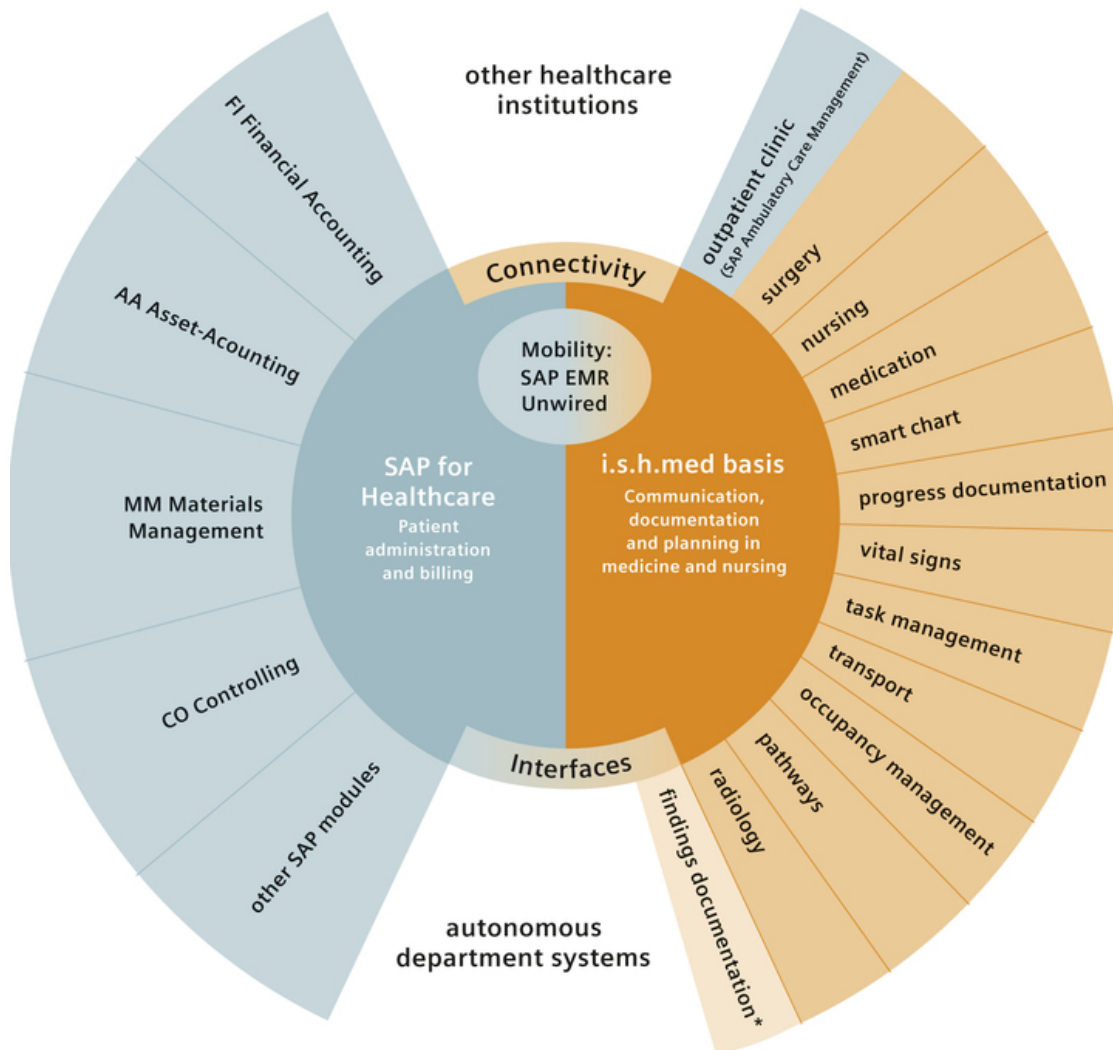 other healthcare
institutions
FI Financial Accounting
AA Asset-Acounting
MM Materials
Management
CO Controlling
other SAP modules
Connectivity
Mobility:
SAP EMR
Unwired
SAP for
Healthcare
Patient
administration
and billing
i.s.h.med basis
Communication,
documentation
and planning in
medicine and nursing
Interfaces
outpatient clinic
(SAP Ambulatory Care Management)
surgery
nursing
medication
smart chart
progress documentation
vital signs
task management
transport
occupancy management
pathways
radiology
findings documentation*
autonomous
department systems